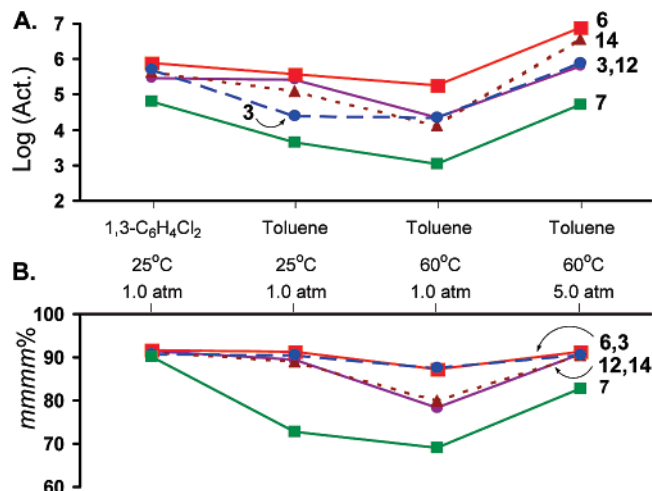 A.
Log (Act.)
7
6
5
4
3
2
6
14
3,12
7
3
1,3-C₆H₄Cl₂ Toluene Toluene Toluene
25°C 25°C 60°C 60°C
1.0 atm 1.0 atm 1.0 atm 5.0 atm
B.
mmmm%
100
90
80
70
60
6,3
12,14
7